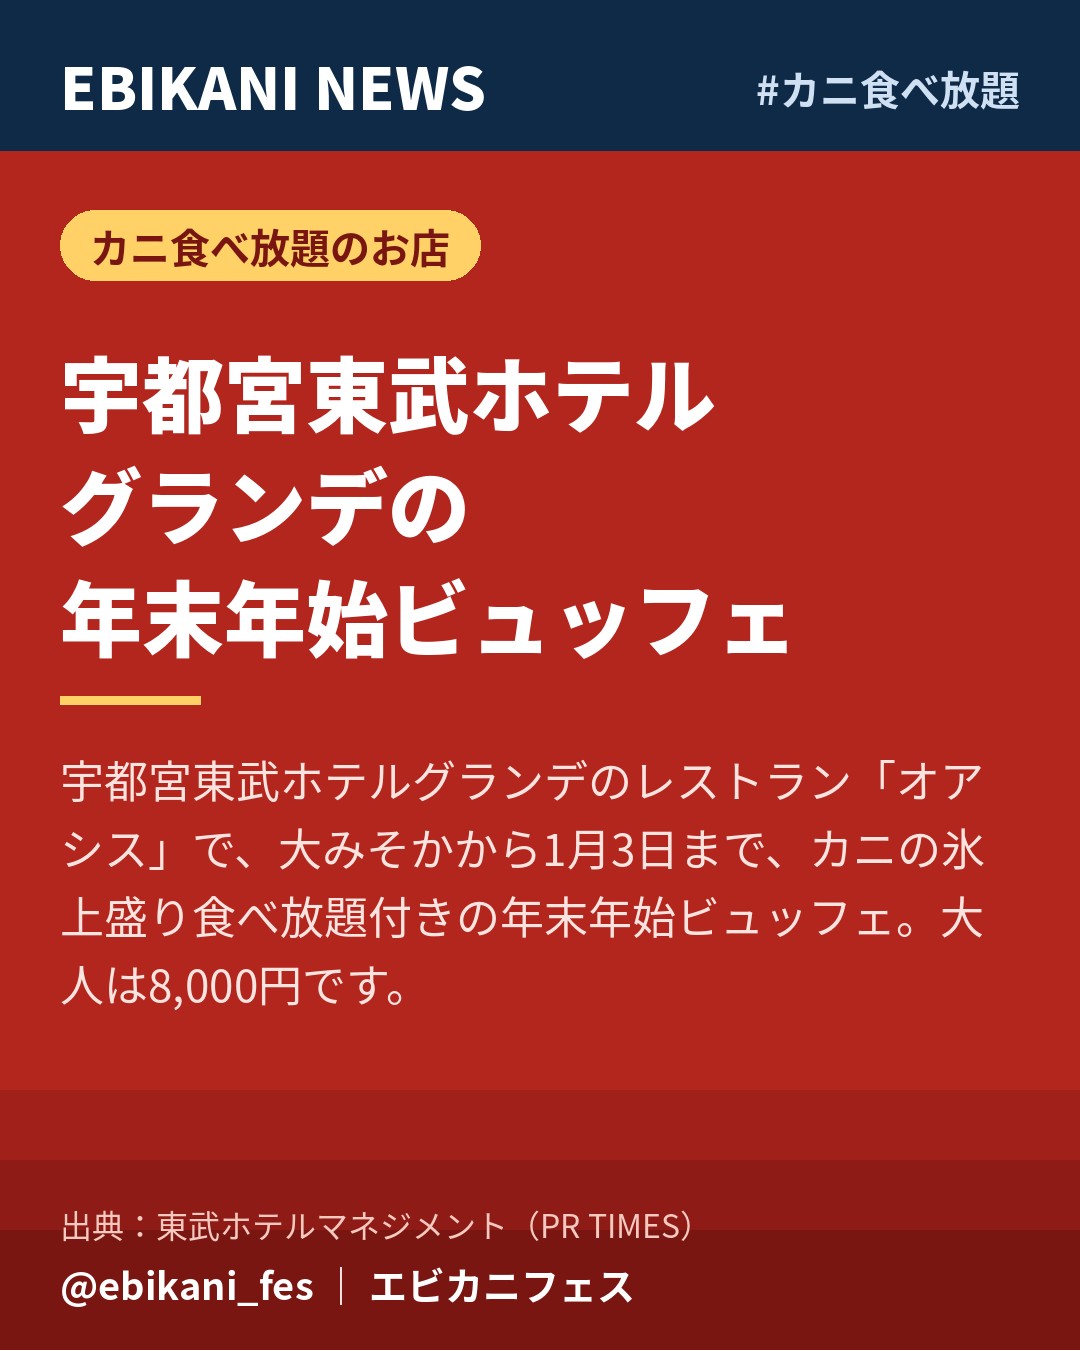 EBIKANI NEWS
#カニ食べ放題
カニ食べ放題のお店
宇都宮東武ホテル
グランデの
年末年始ビュッフェ
宇都宮東武ホテルグランデのレストラン「オア
シス」で、大みそかから1月3日まで、カニの氷
上盛り食べ放題付きの年末年始ビュッフェ。大
人は8,000円です。
出典：東武ホテルマネジメント（PR TIMES）
@ebikani_fes ｜ エビカニフェス